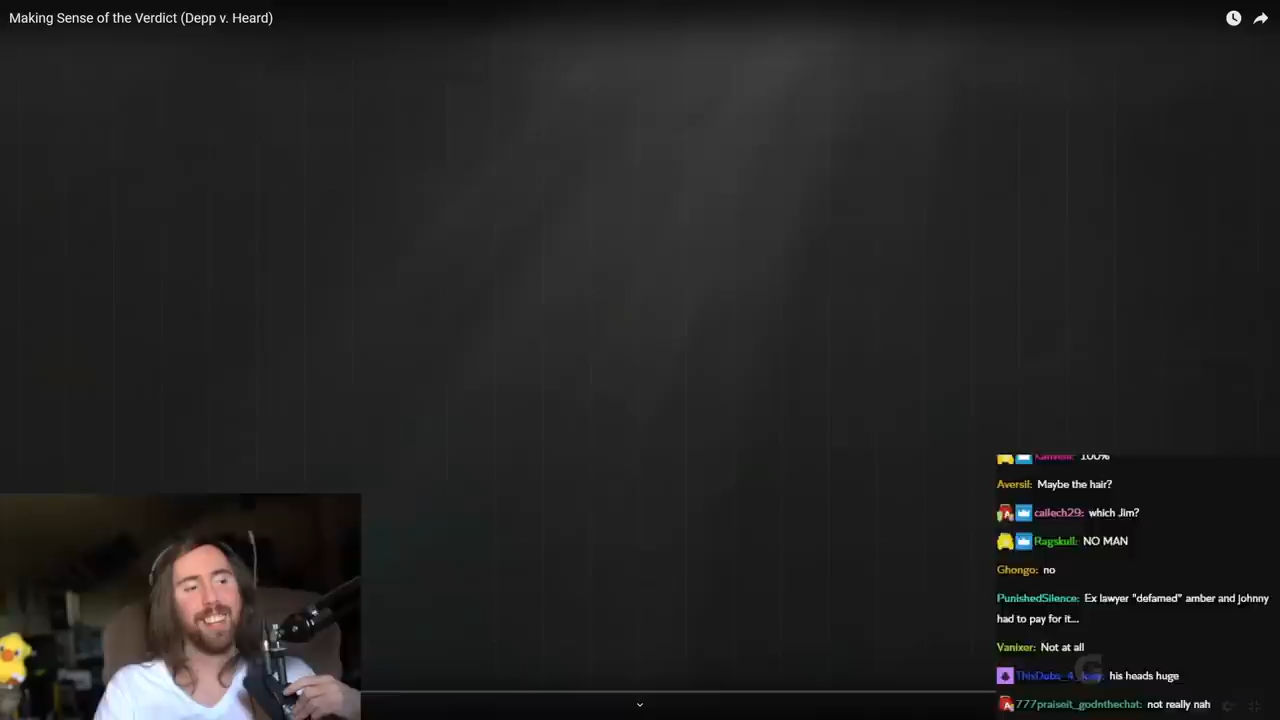 Making Sense of the Verdict (Depp v. Heard)
100%
Aversil: Maybe the hair?
cailech29: which Jim?
Ragskull: NO MAN
Ghongo: no
PunishedSilence: Ex lawyer "defamed" amber and johnny
had to pay for it...
Vanixer: Not at all
his heads huge
777praiseit_godnthechat: not really nah